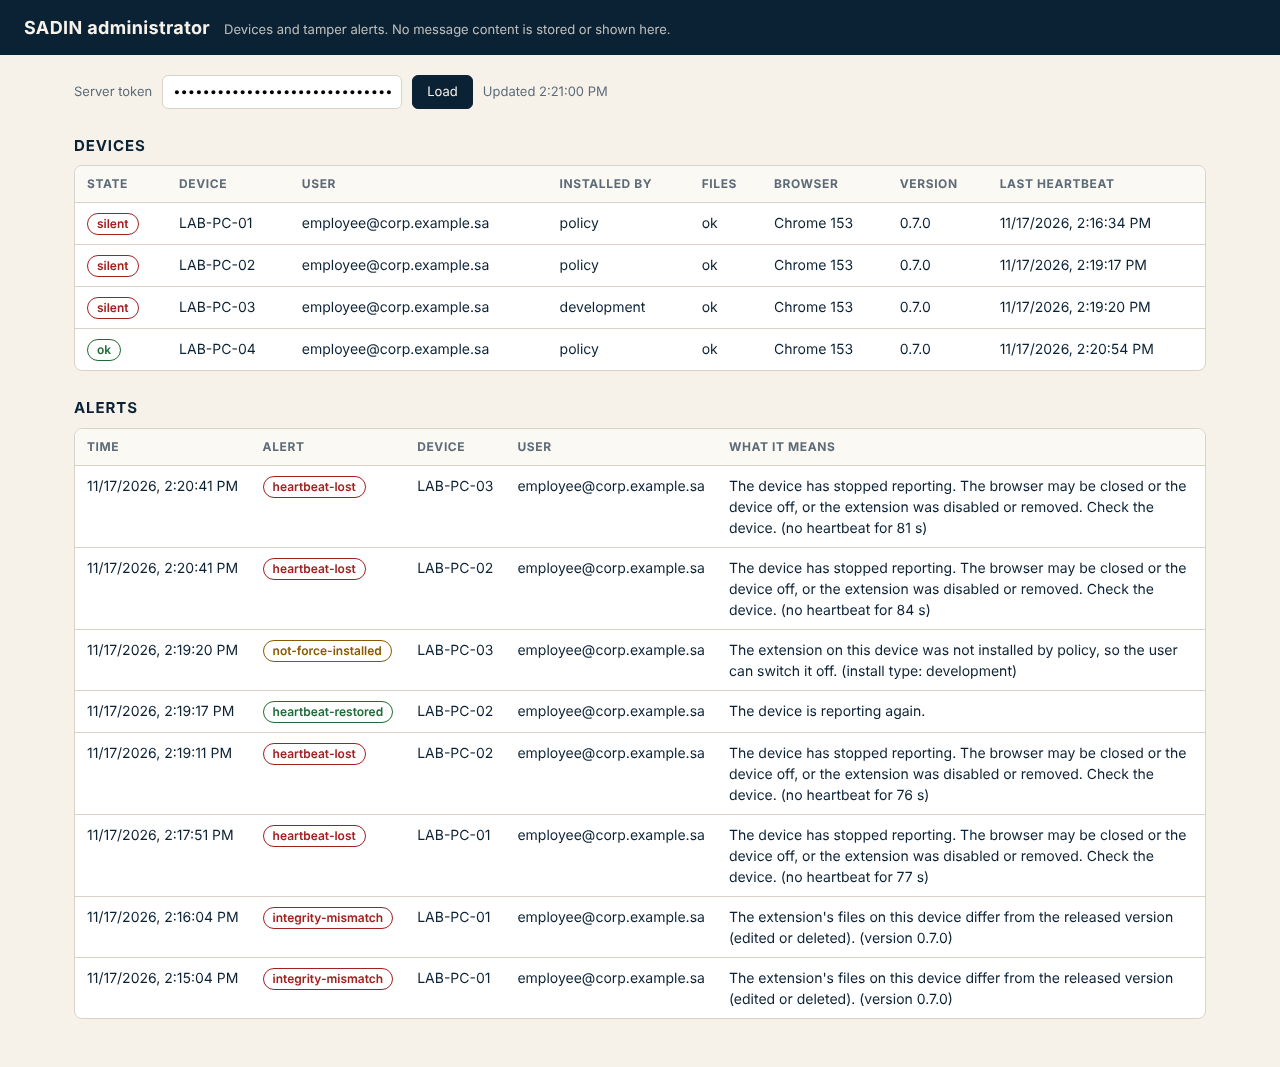 SADIN administrator Devices and tamper alerts. No message content is stored or shown here.
Server token •••••••••••••••••••••••••••••• Load Updated 2:21:00 PM
DEVICES
STATE DEVICE USER INSTALLED BY FILES BROWSER VERSION LAST HEARTBEAT
silent LAB-PC-01 employee@corp.example.sa policy ok Chrome 153 0.7.0 11/17/2026, 2:16:34 PM
silent LAB-PC-02 employee@corp.example.sa policy ok Chrome 153 0.7.0 11/17/2026, 2:19:17 PM
silent LAB-PC-03 employee@corp.example.sa development ok Chrome 153 0.7.0 11/17/2026, 2:19:20 PM
ok LAB-PC-04 employee@corp.example.sa policy ok Chrome 153 0.7.0 11/17/2026, 2:20:54 PM
ALERTS
TIME ALERT DEVICE USER WHAT IT MEANS
11/17/2026, 2:20:41 PM heartbeat-lost LAB-PC-03 employee@corp.example.sa The device has stopped reporting. The browser may be closed or the
device off, or the extension was disabled or removed. Check the
device. (no heartbeat for 81 s)
11/17/2026, 2:20:41 PM heartbeat-lost LAB-PC-02 employee@corp.example.sa The device has stopped reporting. The browser may be closed or the
device off, or the extension was disabled or removed. Check the
device. (no heartbeat for 84 s)
11/17/2026, 2:19:20 PM not-force-installed LAB-PC-03 employee@corp.example.sa The extension on this device was not installed by policy, so the user
can switch it off. (install type: development)
11/17/2026, 2:19:17 PM heartbeat-restored LAB-PC-02 employee@corp.example.sa The device is reporting again.
11/17/2026, 2:19:11 PM heartbeat-lost LAB-PC-02 employee@corp.example.sa The device has stopped reporting. The browser may be closed or the
device off, or the extension was disabled or removed. Check the
device. (no heartbeat for 76 s)
11/17/2026, 2:17:51 PM heartbeat-lost LAB-PC-01 employee@corp.example.sa The device has stopped reporting. The browser may be closed or the
device off, or the extension was disabled or removed. Check the
device. (no heartbeat for 77 s)
11/17/2026, 2:16:04 PM integrity-mismatch LAB-PC-01 employee@corp.example.sa The extension's files on this device differ from the released version
(edited or deleted). (version 0.7.0)
11/17/2026, 2:15:04 PM integrity-mismatch LAB-PC-01 employee@corp.example.sa The extension's files on this device differ from the released version
(edited or deleted). (version 0.7.0)